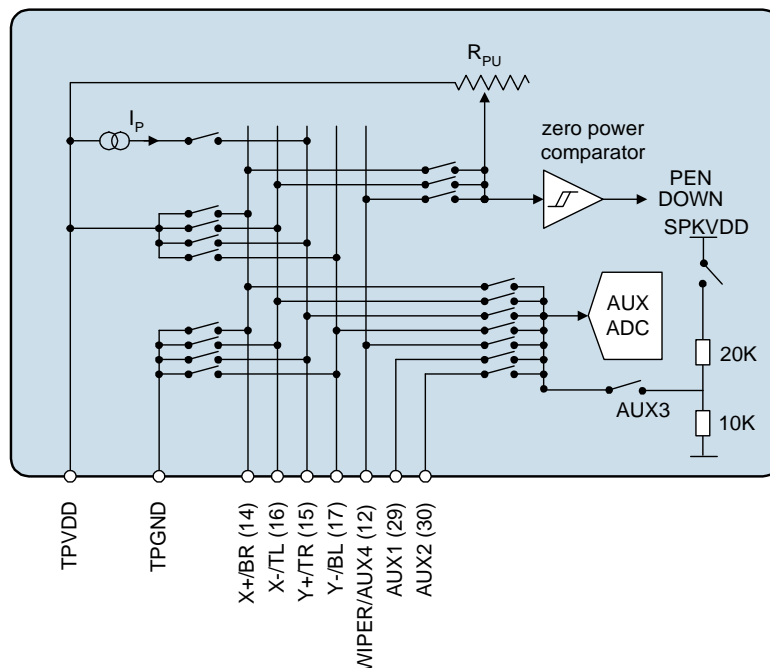 R_PU
I_P
zero power
comparator
PEN
DOWN
SPKVDD
AUX
ADC
20K
AUX3
10K
TPVDD
TPGND
X+/BR (14)
X-/TL (16)
Y+/TR (15)
Y-/BL (17)
WIPER/AUX4 (12)
AUX1 (29)
AUX2 (30)